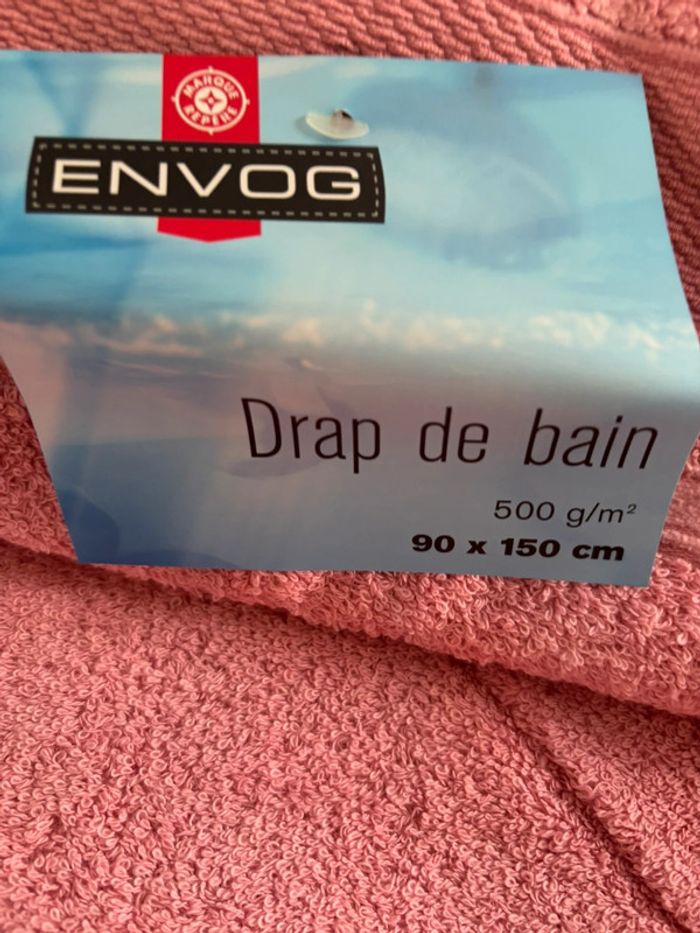 MARQUE
REPÈRE
ENVOG
Drap de bain
500 g/m²
90 x 150 cm